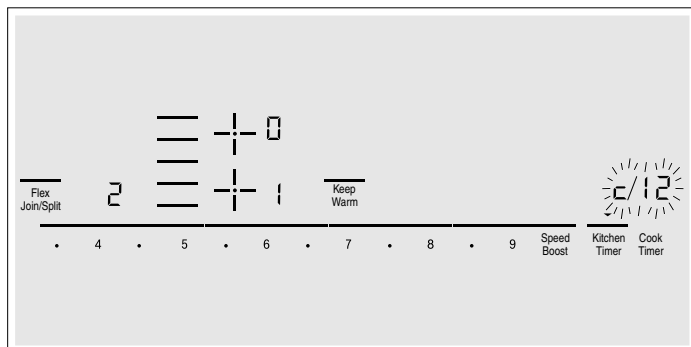 0
2 1
Flex
Join/Split
Keep
Warm
c/12
· 4 · 5 · 6 · 7 · 8 · 9
Speed
Boost
Kitchen
Timer
Cook
Timer